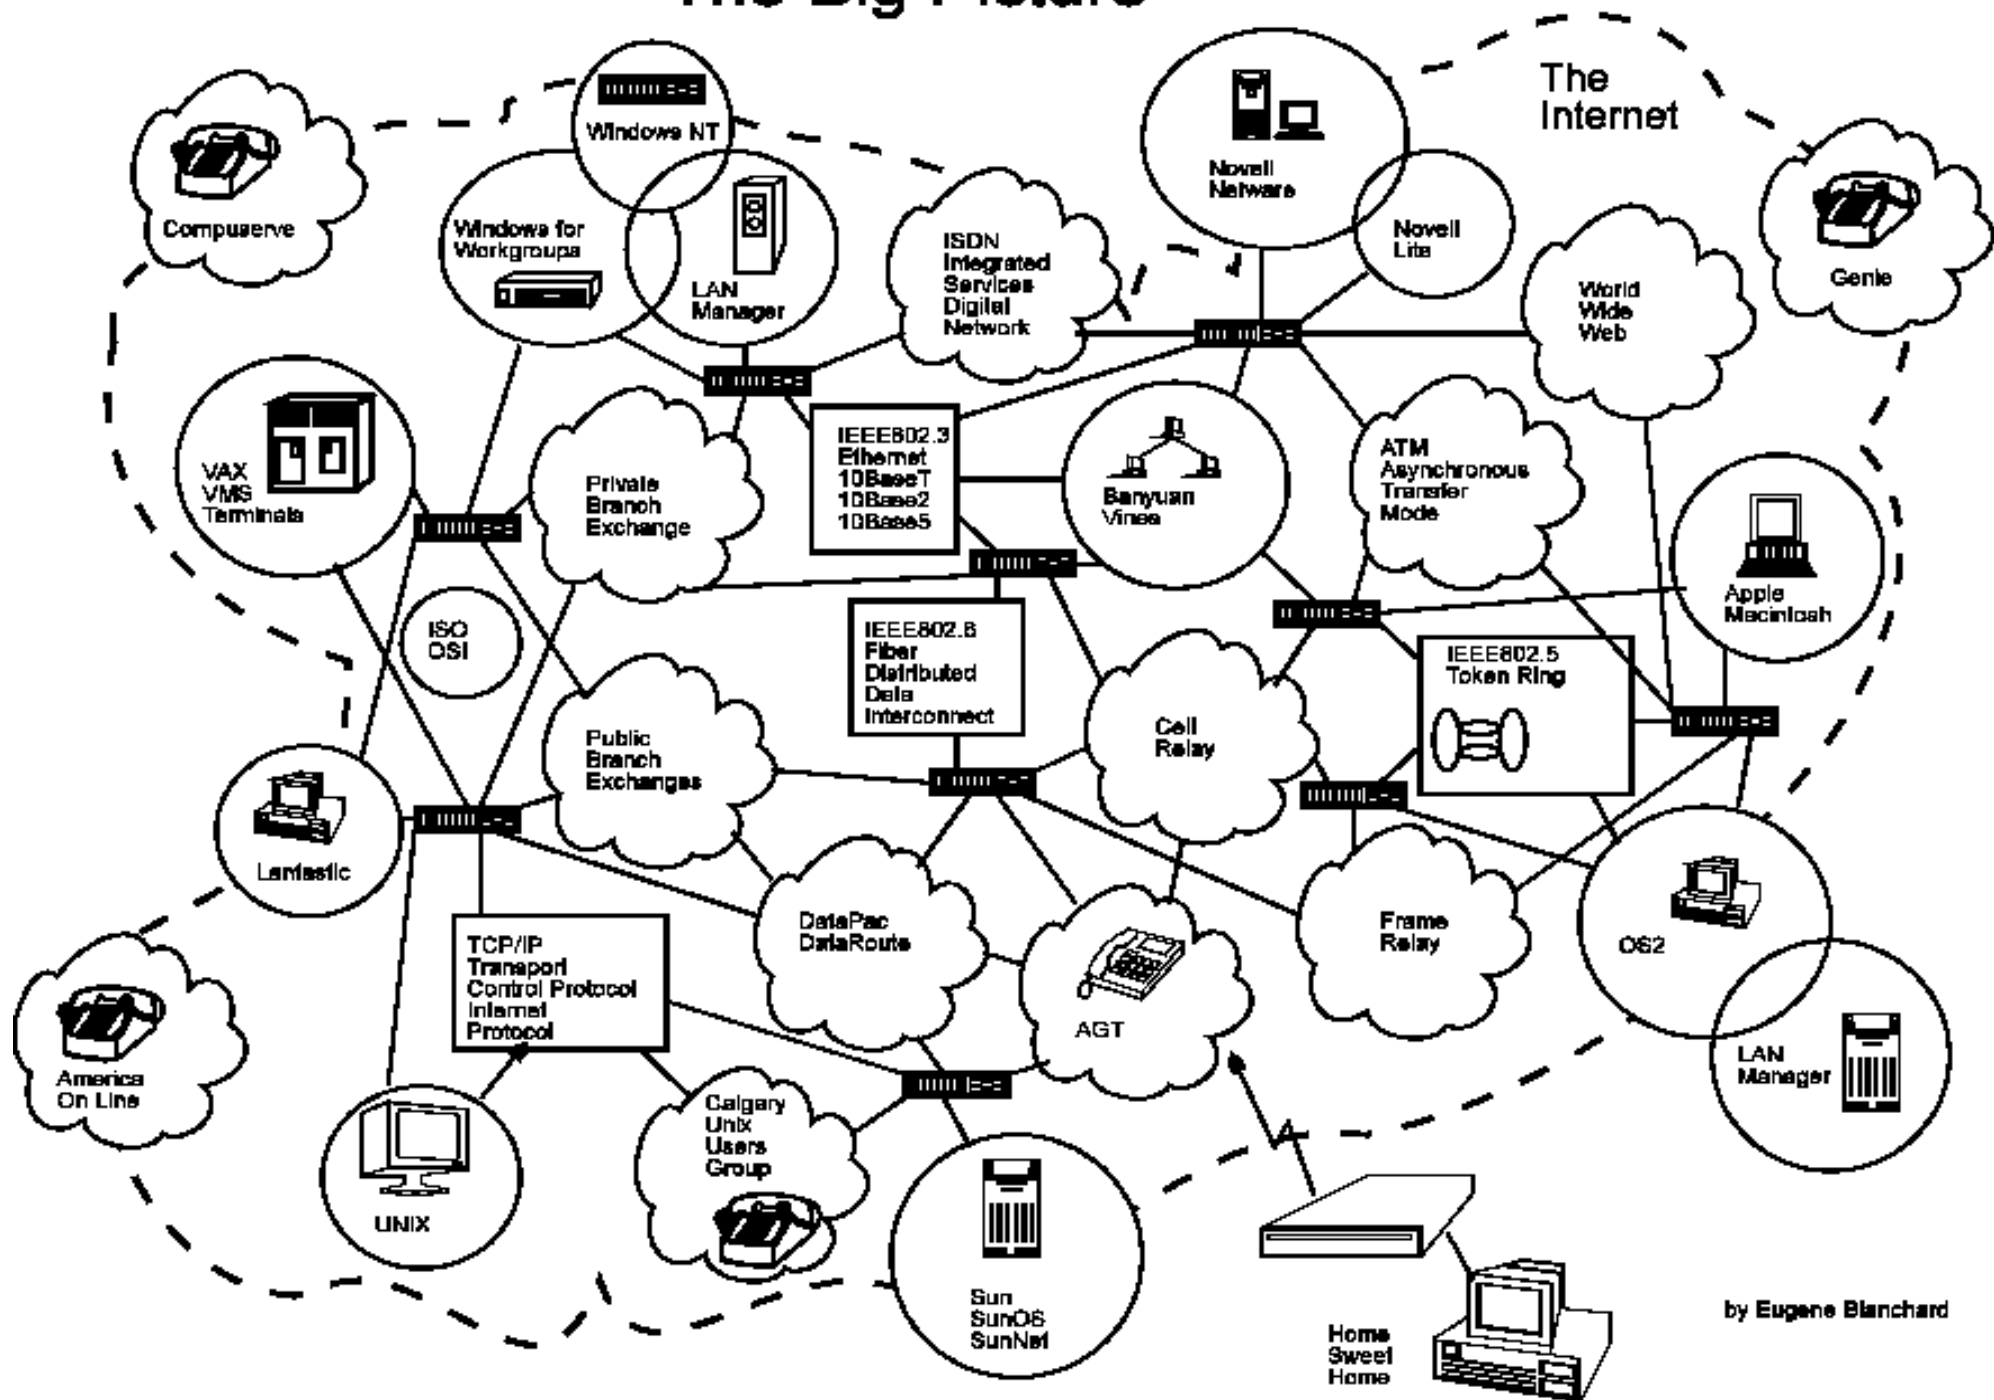 The Big Picture
The
Internet
Windows NT
Compuserve
Windows for
Workgroups
LAN
Manager
ISDN
Integrated
Services
Digital
Network
Novell
Netware
Novell
Lite
World
Wide
Web
Genie
VAX
VMS
Terminals
Private
Branch
Exchange
IEEE802.3
Ethernet
10BaseT
10Base2
10Base5
Banyuan
Vines
ATM
Asynchronous
Transfer
Mode
Apple
Macintosh
ISO
OSI
IEEE802.6
Fiber
Distributed
Data
Interconnect
IEEE802.5
Token Ring
Public
Branch
Exchanges
Cell
Relay
Lantastic
DataPac
DataRoute
AGT
Frame
Relay
OS2
LAN
Manager
TCP/IP
Transport
Control Protocol
Internet
Protocol
America
On Line
UNIX
Calgary
Unix
Users
Group
Sun
SunOS
SunNet
Home
Sweet
Home
by Eugene Blanchard